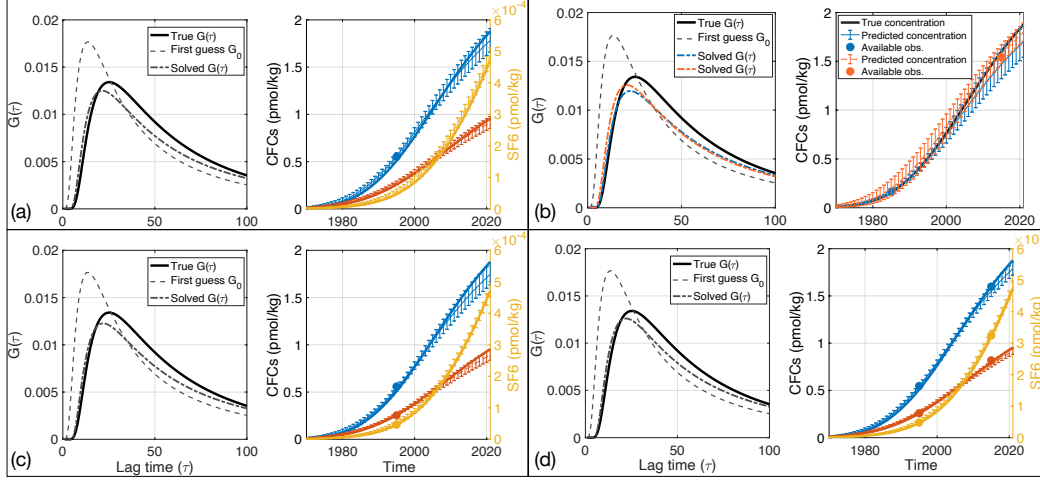 0.02
0.015
0.01
0.005
0
G(τ)
True G(τ)
First guess G0
Solved G(τ)
(a)
0 50 100
2
1.5
1
0.5
0
CFCs (pmol/kg)
1980 2000 2020
×10-4
6
5
4
3
2
1
0
SF6 (pmol/kg)
0.02
0.015
0.01
0.005
0
G(τ)
True G(τ)
First guess G0
Solved G(τ)
Solved G(τ)
(b)
0 50 100
2
1.5
1
0.5
0
CFCs (pmol/kg)
True concentration
Predicted concentration
Available obs.
Predicted concentration
Available obs.
1980 2000 2020
0.02
0.015
0.01
0.005
0
G(τ)
True G(τ)
First guess G0
Solved G(τ)
(c)
0 50 100
Lag time (τ)
2
1.5
1
0.5
0
CFCs (pmol/kg)
1980 2000 2020
Time
×10-4
6
5
4
3
2
1
0
SF6 (pmol/kg)
0.02
0.015
0.01
0.005
0
G(τ)
True G(τ)
First guess G0
Solved G(τ)
(d)
0 50 100
Lag time (τ)
2
1.5
1
0.5
0
CFCs (pmol/kg)
1980 2000 2020
Time
×10
6
5
4
3
2
1
0
SF6 (pmol/kg)